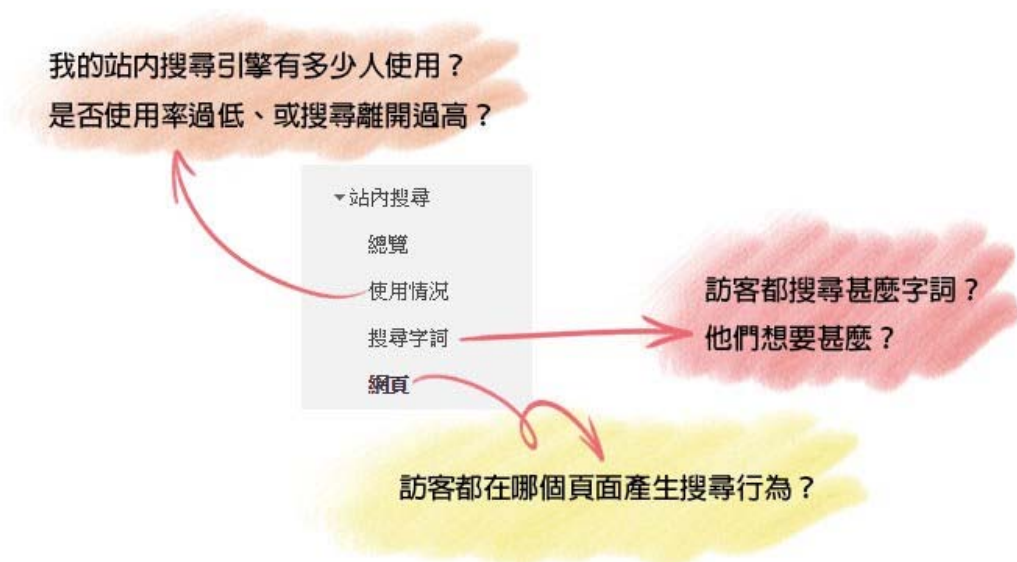 我的站內搜尋引擎有多少人使用？
是否使用率過低、或搜尋離開過高？
站內搜尋
總覽
使用情況
搜尋字詞
網頁
訪客都搜尋甚麼字詞？
他們想要甚麼？
訪客都在哪個頁面產生搜尋行為？